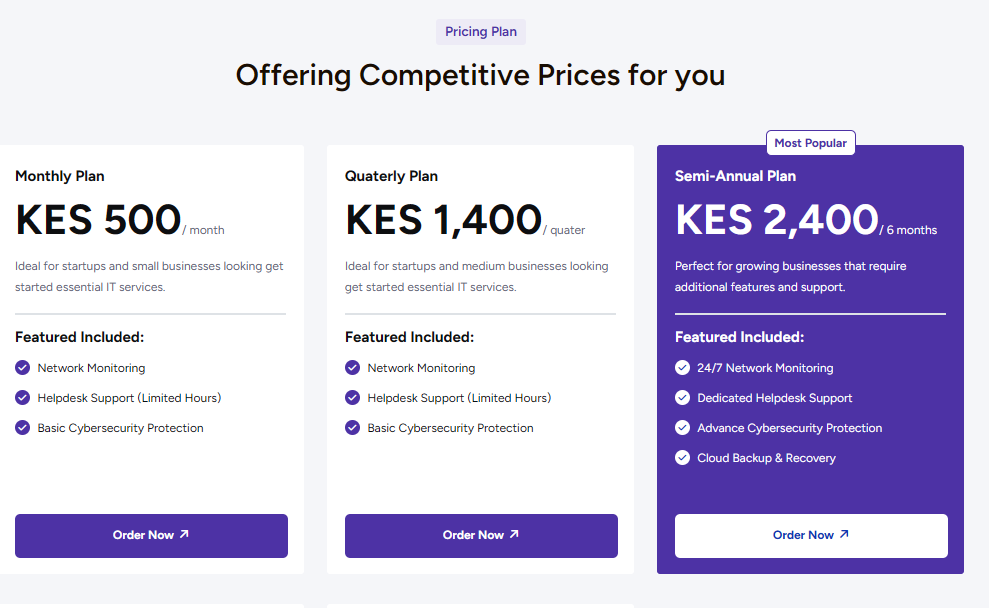 Pricing Plan
Offering Competitive Prices for you
Monthly Plan
KES 500/ month
Ideal for startups and small businesses looking get
started essential IT services.
Featured Included:
Network Monitoring
Helpdesk Support (Limited Hours)
Basic Cybersecurity Protection
Order Now
Quaterly Plan
KES 1,400/ quater
Ideal for startups and medium businesses looking
get started essential IT services.
Featured Included:
Network Monitoring
Helpdesk Support (Limited Hours)
Basic Cybersecurity Protection
Order Now
Most Popular
Semi-Annual Plan
KES 2,400/ 6 months
Perfect for growing businesses that require
additional features and support.
Featured Included:
24/7 Network Monitoring
Dedicated Helpdesk Support
Advance Cybersecurity Protection
Cloud Backup & Recovery
Order Now